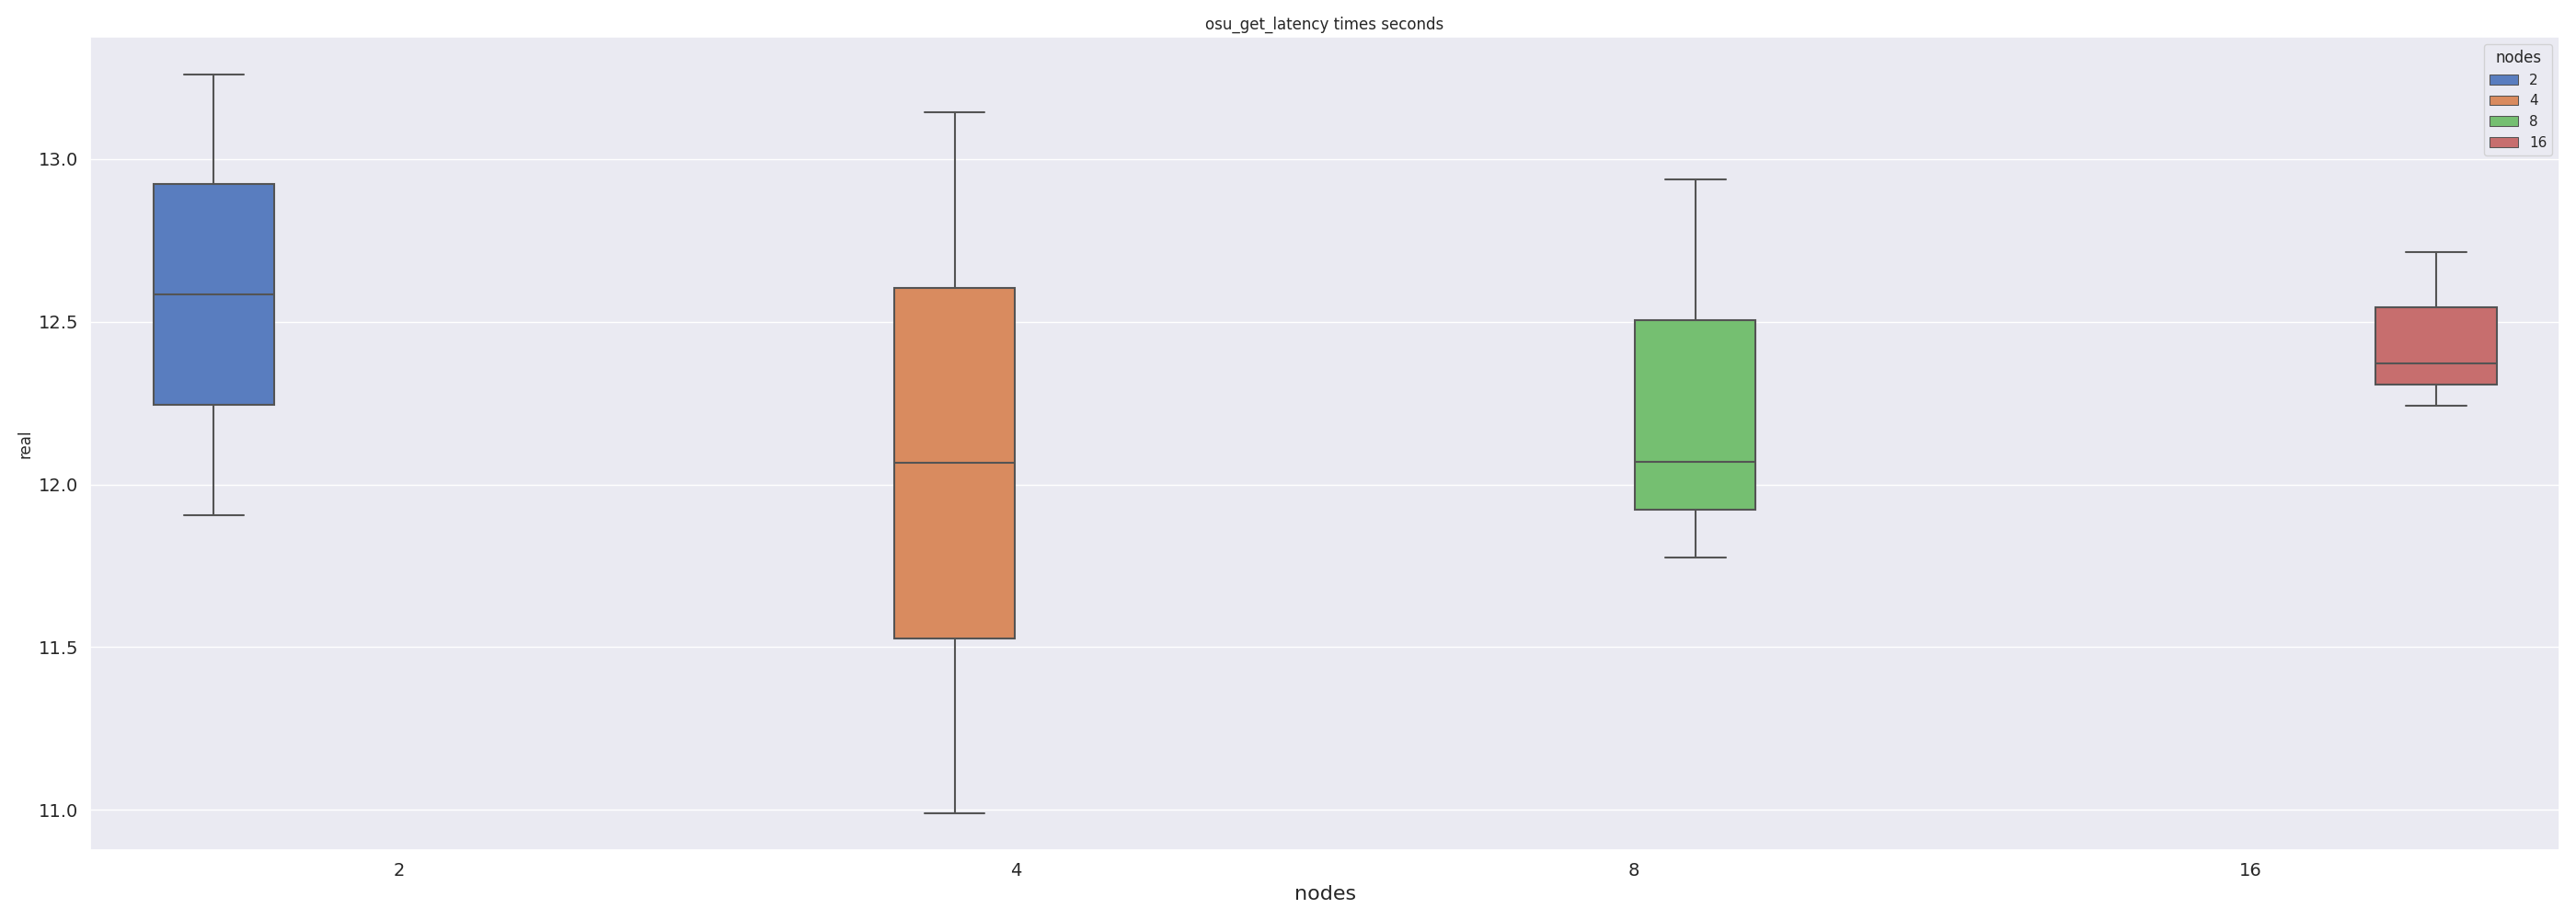 osu_get_latency times seconds
nodes
2
4
8
16
13.0
12.5
12.0
11.5
11.0
real
2 4 8 16
nodes